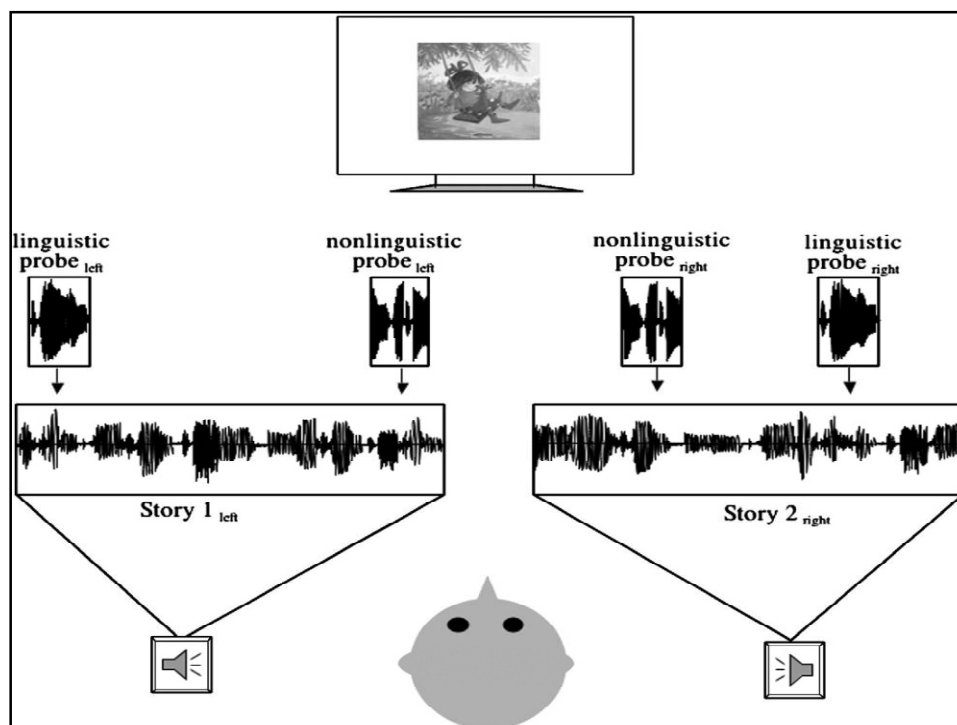 linguistic
probe left
nonlinguistic
probe left
nonlinguistic
probe right
linguistic
probe right
Story 1 left
Story 2 right